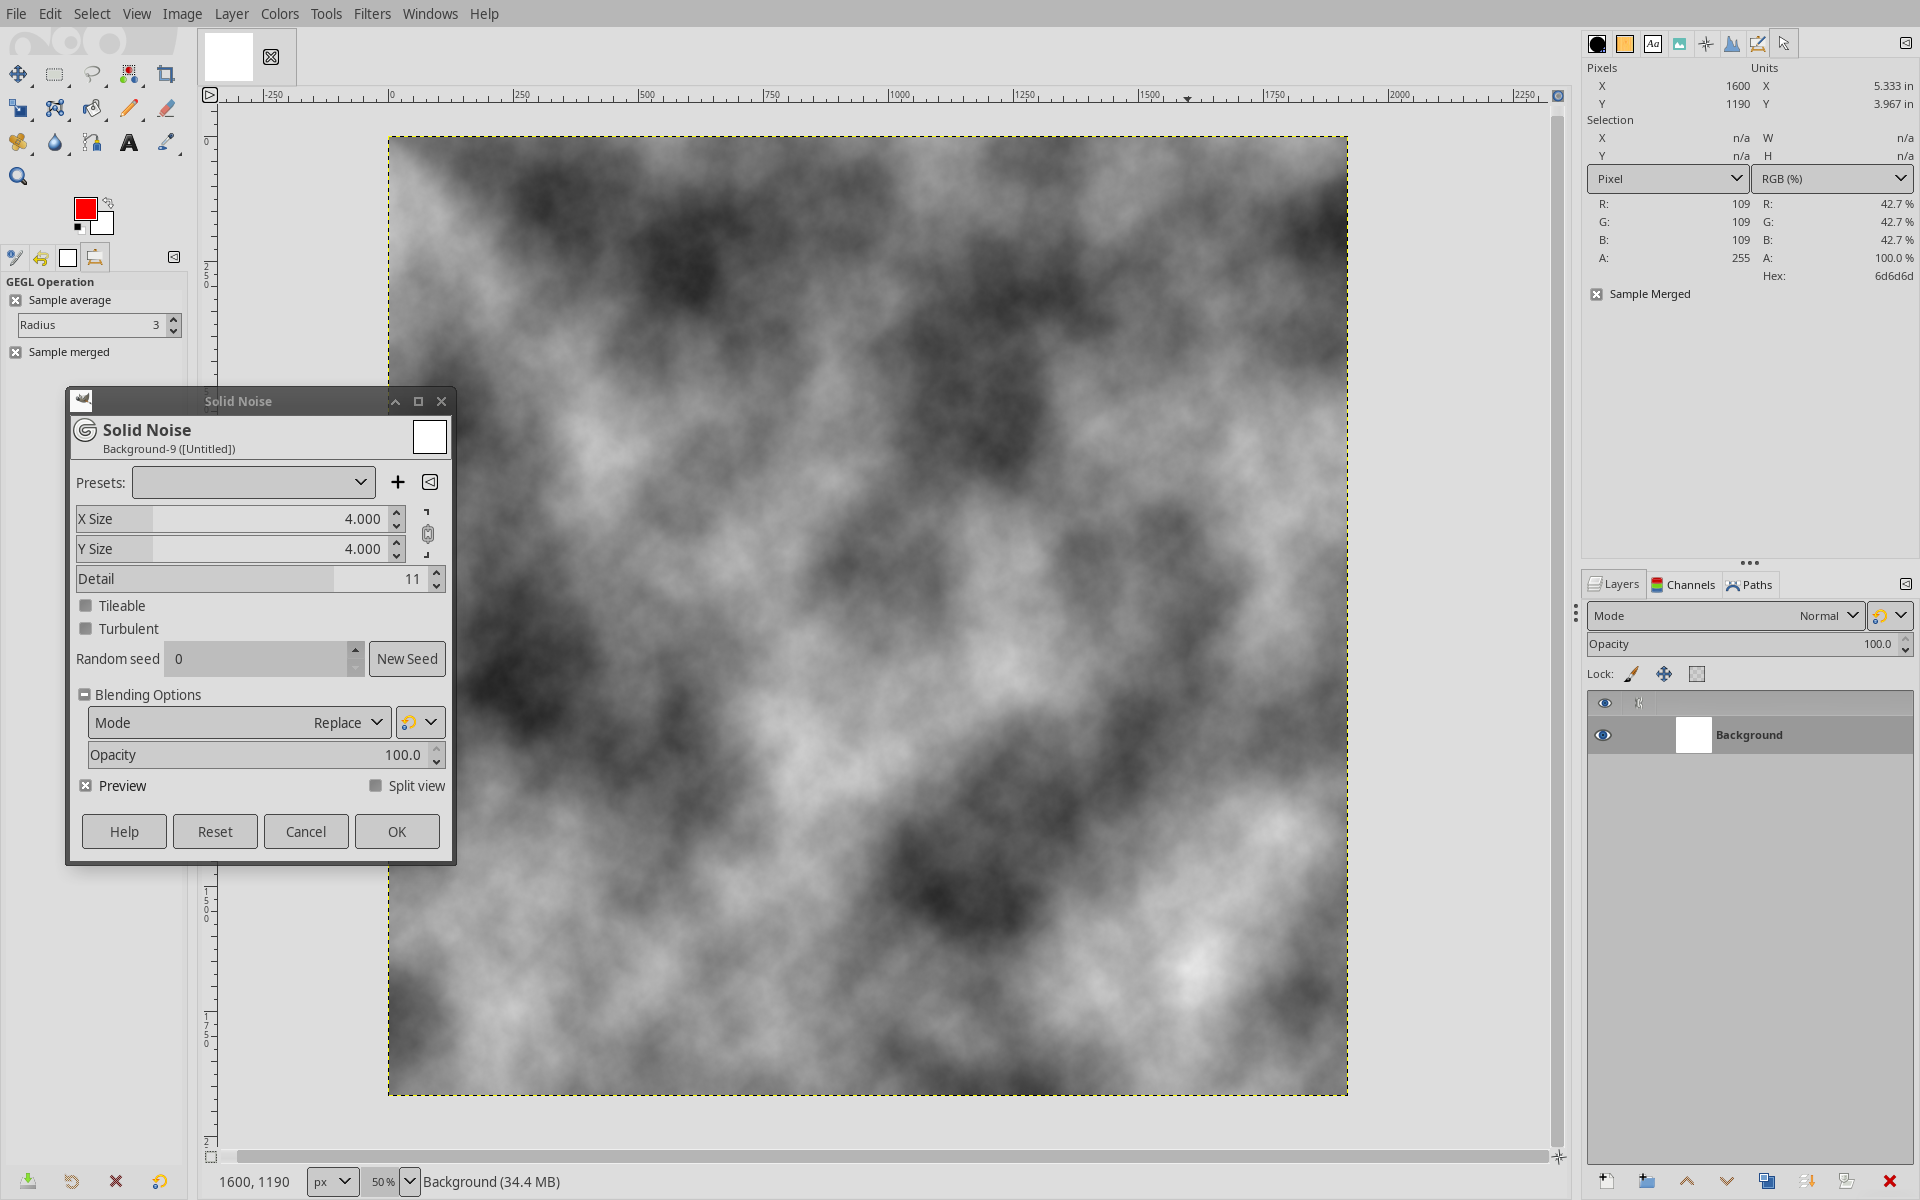 File Edit Select View Image Layer Colors Tools Filters Windows Help
-250 0 250 500 750 1000 1250 1500 1750 2000 2250
0
250
1500
1750
2
GEGL Operation
Sample average
Radius 3
Sample merged
Solid Noise
Solid Noise
Background-9 ([Untitled])
Presets:
X Size 4.000
Y Size 4.000
Detail 11
Tileable
Turbulent
Random seed 0 New Seed
Blending Options
Mode Replace
Opacity 100.0
Preview Split view
Help Reset Cancel OK
1600, 1190 px 50 % Background (34.4 MB)
Aa
Pixels Units
X 1600 X 5.333 in
Y 1190 Y 3.967 in
Selection
X n/a W n/a
Y n/a H n/a
Pixel RGB (%)
R: 109 R: 42.7 %
G: 109 G: 42.7 %
B: 109 B: 42.7 %
A: 255 A: 100.0 %
Hex: 6d6d6d
Sample Merged
Layers Channels Paths
Mode Normal
Opacity 100.0
Lock:
Background